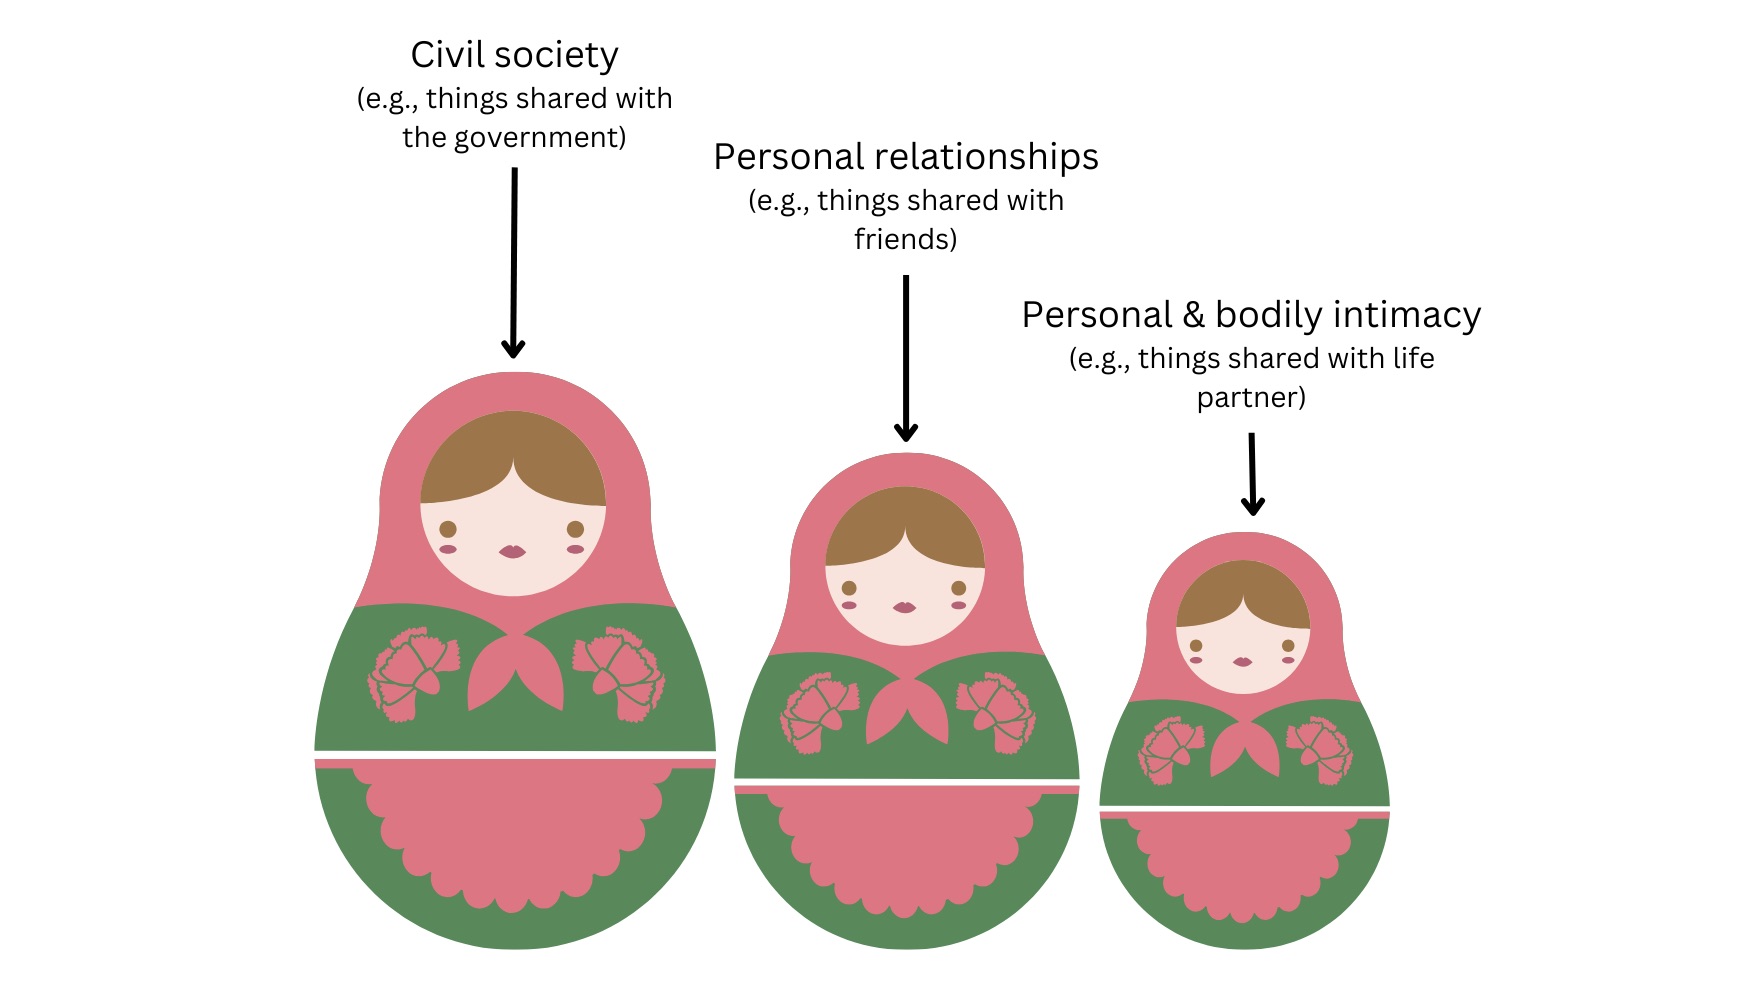 Civil society
(e.g., things shared with
the government)
Personal relationships
(e.g., things shared with
friends)
Personal & bodily intimacy
(e.g., things shared with life
partner)